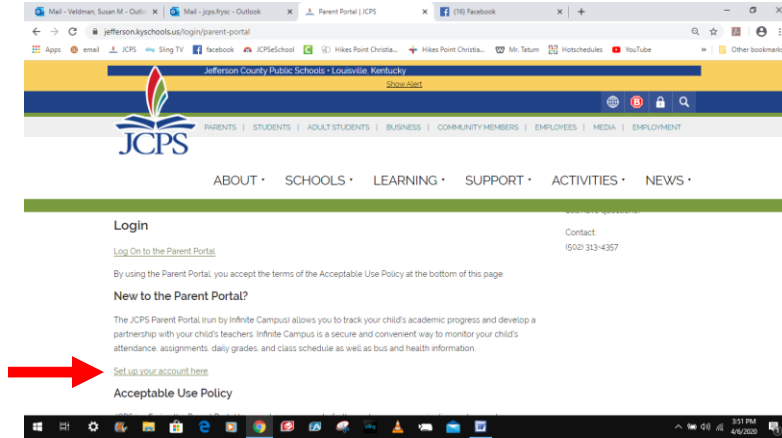 Mail - Veldman, Susan M - Outlo
Mail - jcps.frysc - Outlook
Parent Portal | JCPS
(16) Facebook
jefferson.kyschools.us/login/parent-portal
Apps
email
JCPS
Sling TV
facebook
JCPSeSchool
Hikes Point Christia...
Hikes Point Christia...
Mr. Tatum
Hotschedules
YouTube
»
Other bookmarks
Jefferson County Public Schools • Louisville, Kentucky
Show Alert
JCPS
PARENTS | STUDENTS | ADULT STUDENTS | BUSINESS | COMMUNITY MEMBERS | EMPLOYEES | MEDIA | EMPLOYMENT
ABOUT • SCHOOLS • LEARNING • SUPPORT • ACTIVITIES • NEWS •
Login
Contact:
(502) 313-4357
Log On to the Parent Portal
By using the Parent Portal, you accept the terms of the Acceptable Use Policy at the bottom of this page.
New to the Parent Portal?
The JCPS Parent Portal (run by Infinite Campus) allows you to track your child's academic progress and develop a
partnership with your child's teachers. Infinite Campus is a secure and convenient way to monitor your child's
attendance, assignments, daily grades, and class schedule as well as bus and health information.
Set up your account here.
Acceptable Use Policy
3:51 PM
4/6/2020